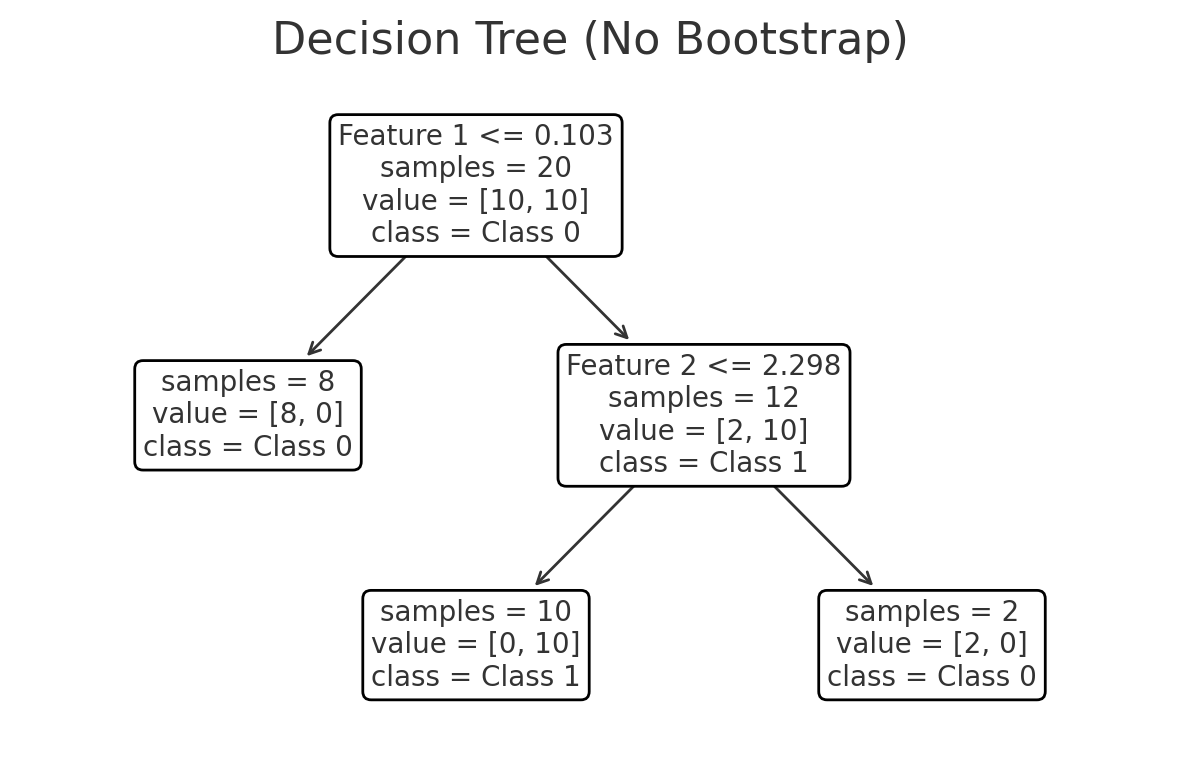 Decision Tree (No Bootstrap)
Feature 1 <= 0.103
samples = 20
value = [10, 10]
class = Class 0
samples = 8
value = [8, 0]
class = Class 0
Feature 2 <= 2.298
samples = 12
value = [2, 10]
class = Class 1
samples = 10
value = [0, 10]
class = Class 1
samples = 2
value = [2, 0]
class = Class 0